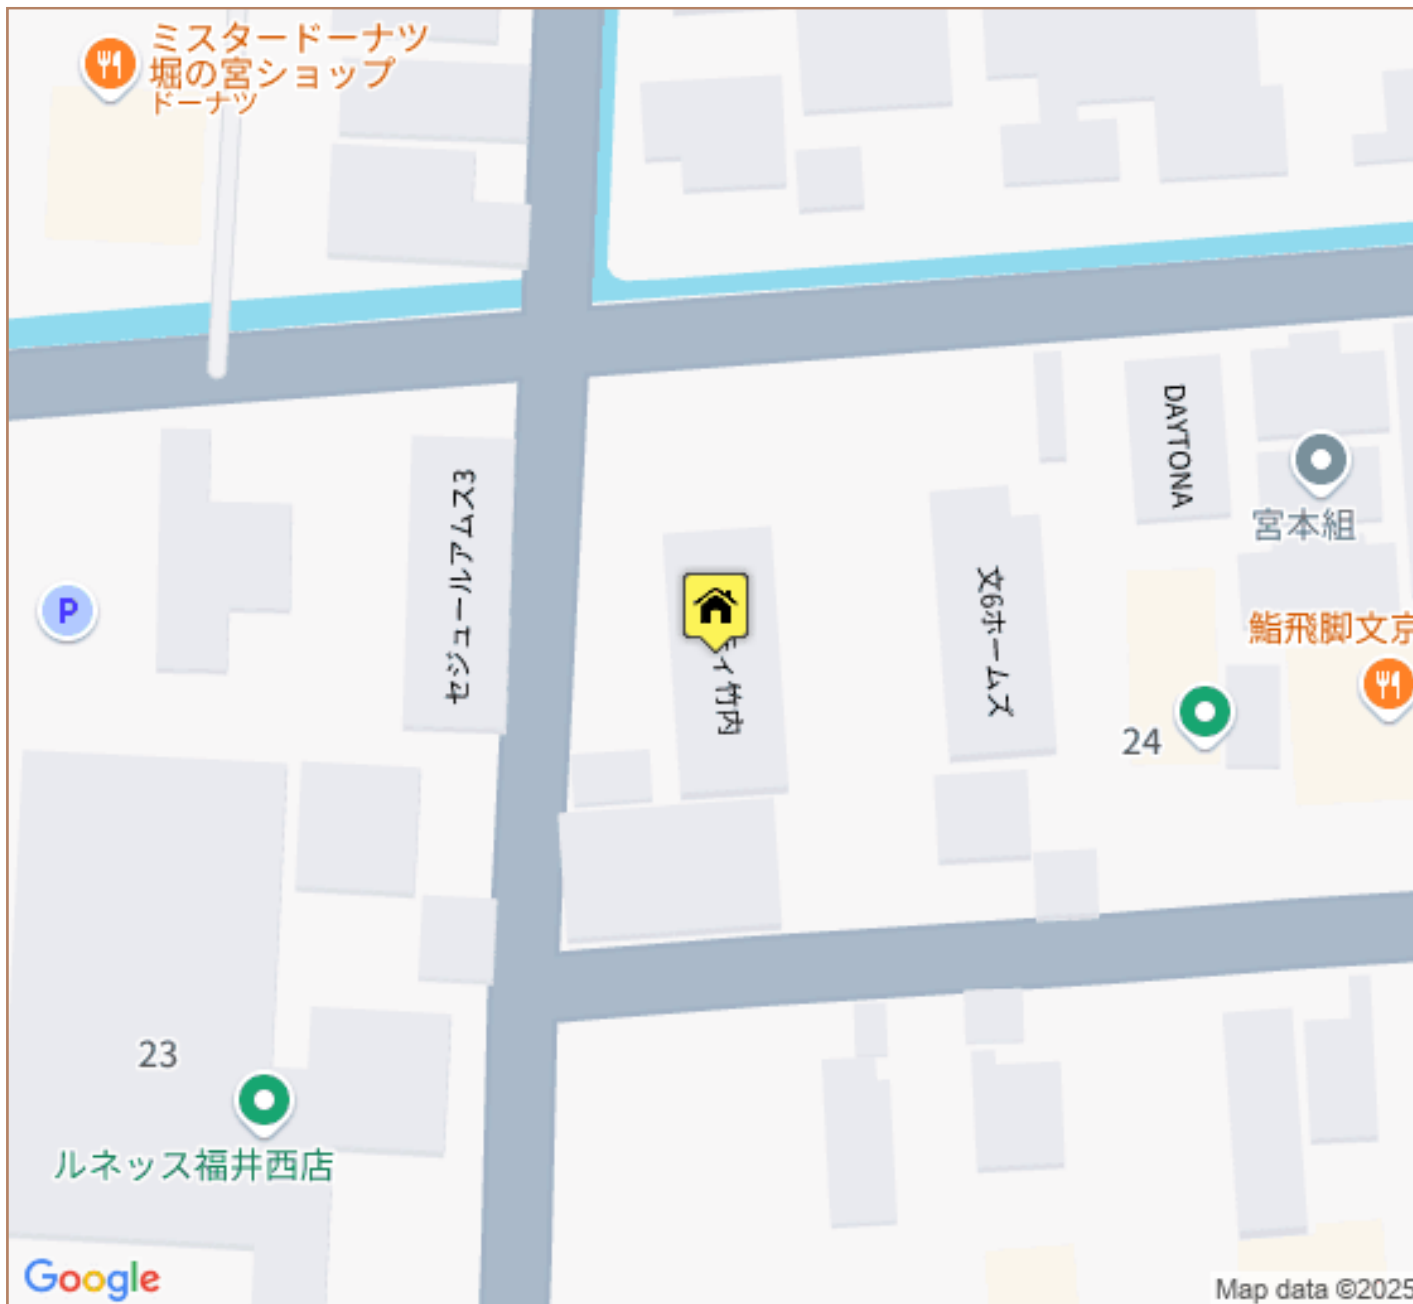 ミスタードーナツ
堀の宮ショップ
ドーナツ
DAYTONA
宮本組
セジュールアムス3
文6ホームズ
鮨飛脚文京
P
竹内
24
23
ルネッス福井西店
Google
Map data ©2025